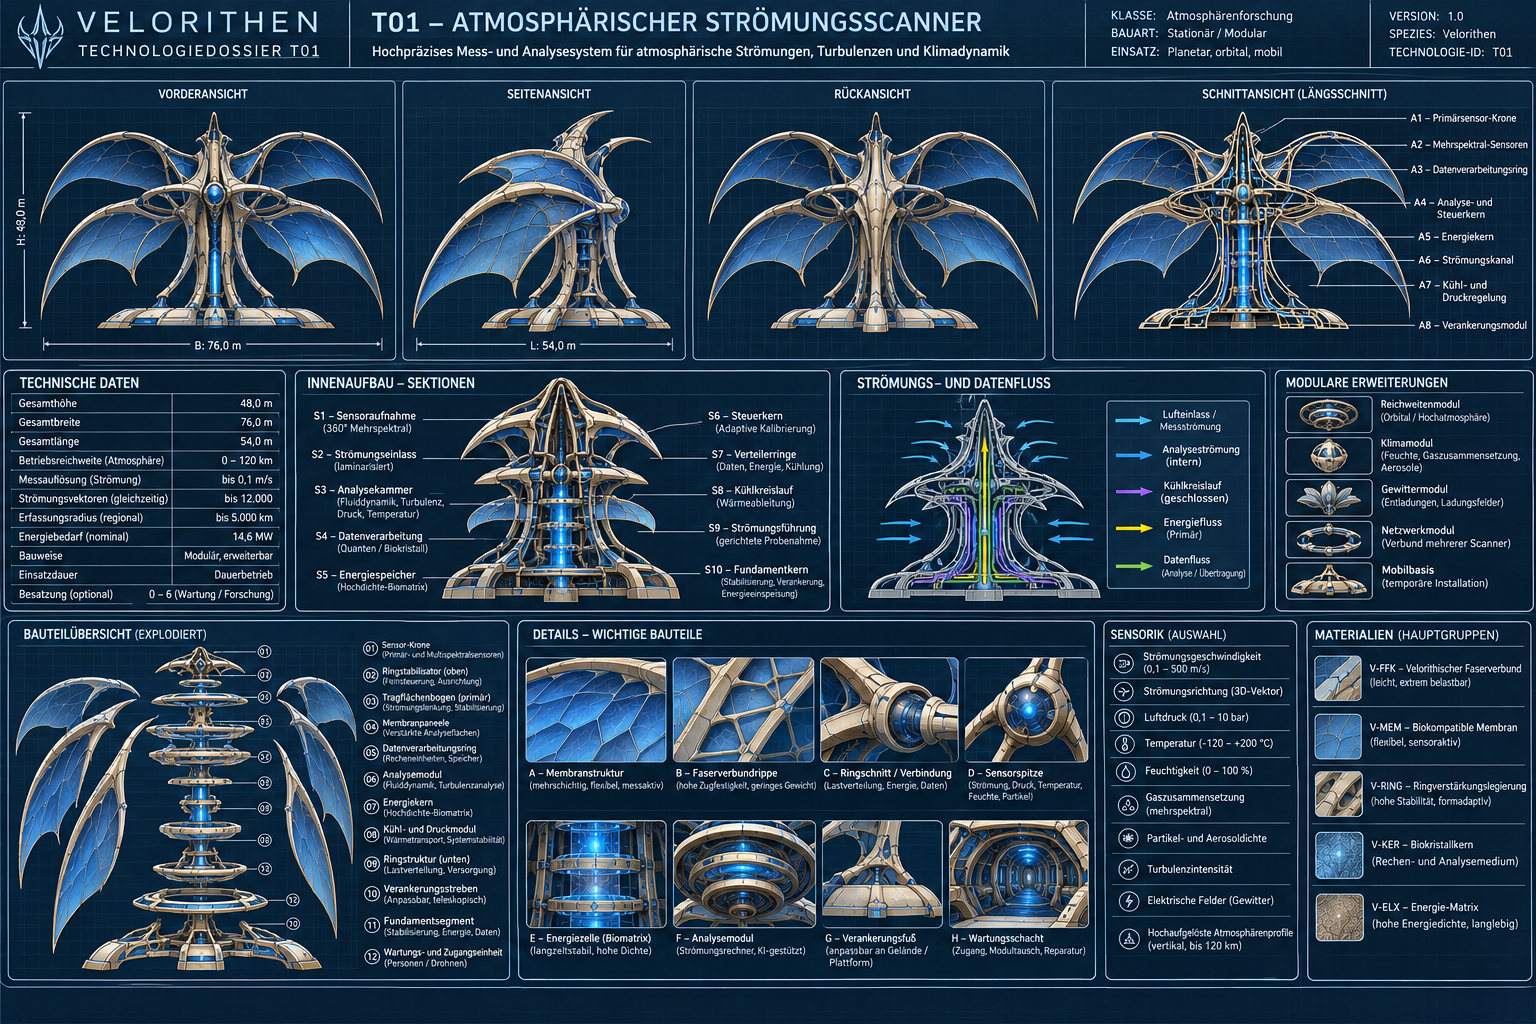 VELORITHEN
TECHNOLOGIEDOSSIER T01
T01 – ATMOSPHÄRISCHER STRÖMUNGSSCANNER
Hochpräzises Mess- und Analysesystem für atmosphärische Strömungen, Turbulenzen und Klimadynamik
KLASSE: Atmosphärenforschung
BAUART: Stationär / Modular
EINSATZ: Planetar, orbital, mobil
VERSION: 1.0
SPEZIES: Velorithen
TECHNOLOGIE-ID: T01
VORDERANSICHT
H: 48,0 m
B: 76,0 m
SEITENANSICHT
L: 54,0 m
RÜCKANSICHT
SCHNITTANSICHT (LÄNGSSCHNITT)
A1 – Primärsensor-Krone
A2 – Mehrspektral-Sensoren
A3 – Datenverarbeitungsring
A4 – Analyse- und
Steuerkern
A5 – Energiekern
A6 – Strömungskanal
A7 – Kühl- und
Druckregelung
A8 – Verankerungsmodul
TECHNISCHE DATEN
Gesamthöhe 48,0 m
Gesamtbreite 76,0 m
Gesamtlänge 54,0 m
Betriebsreichweite (Atmosphäre) 0 – 120 km
Messauflösung (Strömung) bis 0,1 m/s
Strömungsvektoren (gleichzeitig) bis 12.000
Erfassungsradius (regional) bis 5.000 km
Energiebedarf (nominal) 14,6 MW
Bauweise Modulär, erweiterbar
Einsatzdauer Dauerbetrieb
Besatzung (optional) 0 – 6 (Wartung / Forschung)
INNENAUFBAU – SEKTIONEN
S1 – Sensoraufnahme
(360° Mehrspektral)
S2 – Strömungseinlass
(laminarisiert)
S3 – Analysekammer
(Fluiddynamik, Turbulenz,
Druck, Temperatur)
S4 – Datenverarbeitung
(Quanten / Biokristall)
S5 – Energiespeicher
(Hochdichte-Biomatrix)
S6 – Steuerkern
(Adaptive Kalibrierung)
S7 – Verteilerringe
(Daten, Energie, Kühlung)
S8 – Kühlkreislauf
(Wärmeableitung)
S9 – Strömungsführung
(gerichtete Probenahme)
S10 – Fundamentkern
(Stabilisierung, Verankerung,
Energieeinspeisung)
STRÖMUNGS- UND DATENFLUSS
Lufteinlass /
Messströmung
Analyseströmung
(intern)
Kühlkreislauf
(geschlossen)
Energiefluss
(Primär)
Datenfluss
(Analyse / Übertragung)
MODULARE ERWEITERUNGEN
Reichweitenmodul
(Orbital / Hochatmosphäre)
Klimamodul
(Feuchte, Gaszusammensetzung,
Aerosole)
Gewittermodul
(Entladungen, Ladungsfelder)
Netzwerkmodul
(Verbund mehrerer Scanner)
Mobilbasis
(temporäre Installation)
BAUTEILÜBERSICHT (EXPLODIERT)
01 Sensor-Krone
(Primär- und Multispektralsensoren)
02 Ringstabilisator (oben)
(Feinsteuerung, Ausrichtung)
03 Tragflächenbogen (primär)
(Strömungslenkung, Stabilisierung)
04 Membranpaneele
(Verstärkte Analyseflächen)
05 Datenverarbeitungsring
(Recheneinheiten, Speicher)
06 Analysemodul
(Fluiddynamik, Turbulenzanalyse)
07 Energiekern
(Hochdichte-Biomatrix)
08 Kühl- und Druckmodul
(Wärmetransport, Systemstabilität)
09 Ringstruktur (unten)
(Lastverteilung, Versorgung)
10 Verankerungsstreben
(Anpassbar, teleskopisch)
11 Fundamentsegment
(Stabilisierung, Energie, Daten)
12 Wartungs- und Zugangseinheit
(Personen / Drohnen)
DETAILS – WICHTIGE BAUTEILE
A – Membranstruktur
(mehrschichtig, flexibel, messaktiv)
B – Faserverbundrippe
(hohe Zugfestigkeit, geringes Gewicht)
C – Ringschnitt / Verbindung
(Lastverteilung, Energie, Daten)
D – Sensorspitze
(Strömung, Druck, Temperatur,
Feuchte, Partikel)
E – Energiezelle (Biomatrix)
(langzeitstabil, hohe Dichte)
F – Analysemodul
(Strömungsrechner, KI-gestützt)
G – Verankerungsfuß
(anpassbar an Gelände /
Plattform)
H – Wartungsschacht
(Zugang, Modultausch, Reparatur)
SENSORIK (AUSWAHL)
Strömungsgeschwindigkeit
(0,1 – 500 m/s)
Strömungsrichtung (3D-Vektor)
Luftdruck (0,1 – 10 bar)
Temperatur (-120 – +200 °C)
Feuchtigkeit (0 – 100 %)
Gaszusammensetzung
(mehrspektral)
Partikel- und Aerosoldichte
Turbulenzintensität
Elektrische Felder (Gewitter)
Hochaufgelöste Atmosphärenprofile
(vertikal, bis 120 km)
MATERIALIEN (HAUPTGRUPPEN)
V-FFK – Velorithischer Faserverbund
(leicht, extrem belastbar)
V-MEM – Biokompatible Membran
(flexibel, sensoraktiv)
V-RING – Ringverstärkungslegierung
(hohe Stabilität, formadaptiv)
V-KER – Biokristallkern
(Rechen- und Analysemedium)
V-ELX – Energie-Matrix
(hohe Energiedichte, langlebig)